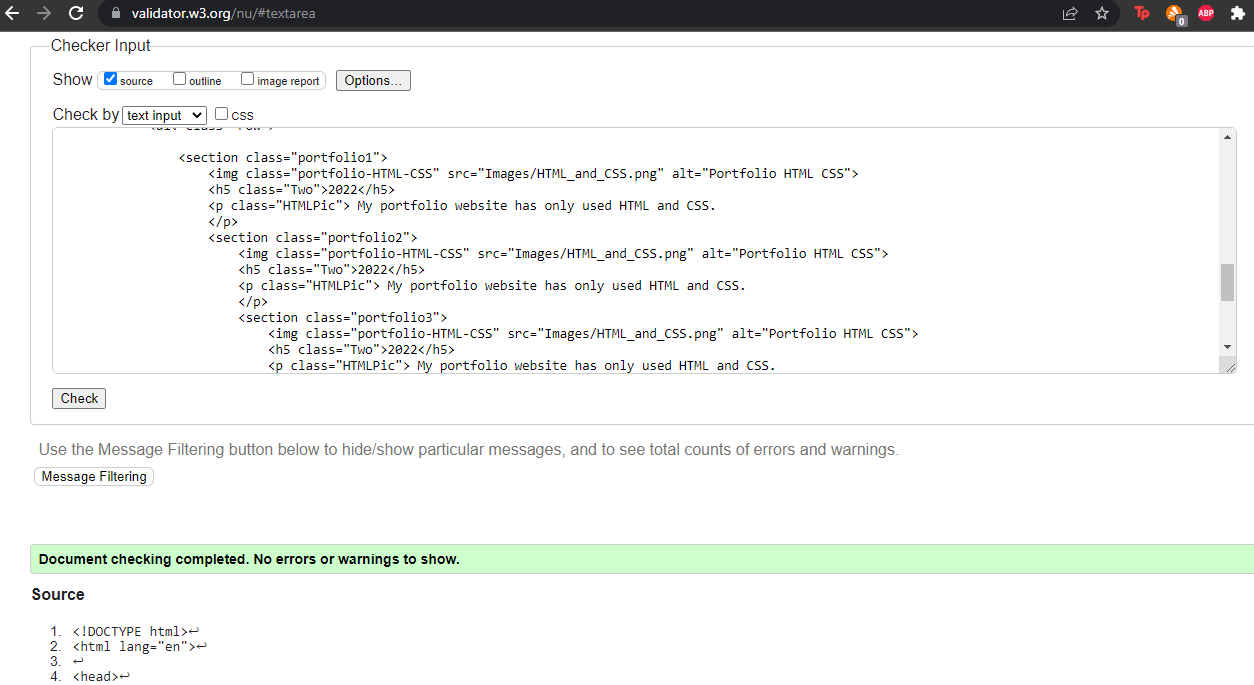 validator.w3.org/nu/#textarea
Tp
0
ABP
Checker Input
Show source outline image report Options...
Check by text input css
<div class="row">
<section class="portfolio1">
<img class="portfolio-HTML-CSS" src="Images/HTML_and_CSS.png" alt="Portfolio HTML CSS">
<h5 class="Two">2022</h5>
<p class="HTMLPic"> My portfolio website has only used HTML and CSS.
</p>
<section class="portfolio2">
<img class="portfolio-HTML-CSS" src="Images/HTML_and_CSS.png" alt="Portfolio HTML CSS">
<h5 class="Two">2022</h5>
<p class="HTMLPic"> My portfolio website has only used HTML and CSS.
</p>
<section class="portfolio3">
<img class="portfolio-HTML-CSS" src="Images/HTML_and_CSS.png" alt="Portfolio HTML CSS">
<h5 class="Two">2022</h5>
<p class="HTMLPic"> My portfolio website has only used HTML and CSS.
Check
Use the Message Filtering button below to hide/show particular messages, and to see total counts of errors and warnings.
Message Filtering
Document checking completed. No errors or warnings to show.
Source
1. <!DOCTYPE html>↩
2. <html lang="en">↩
3. ↩
4. <head>↩